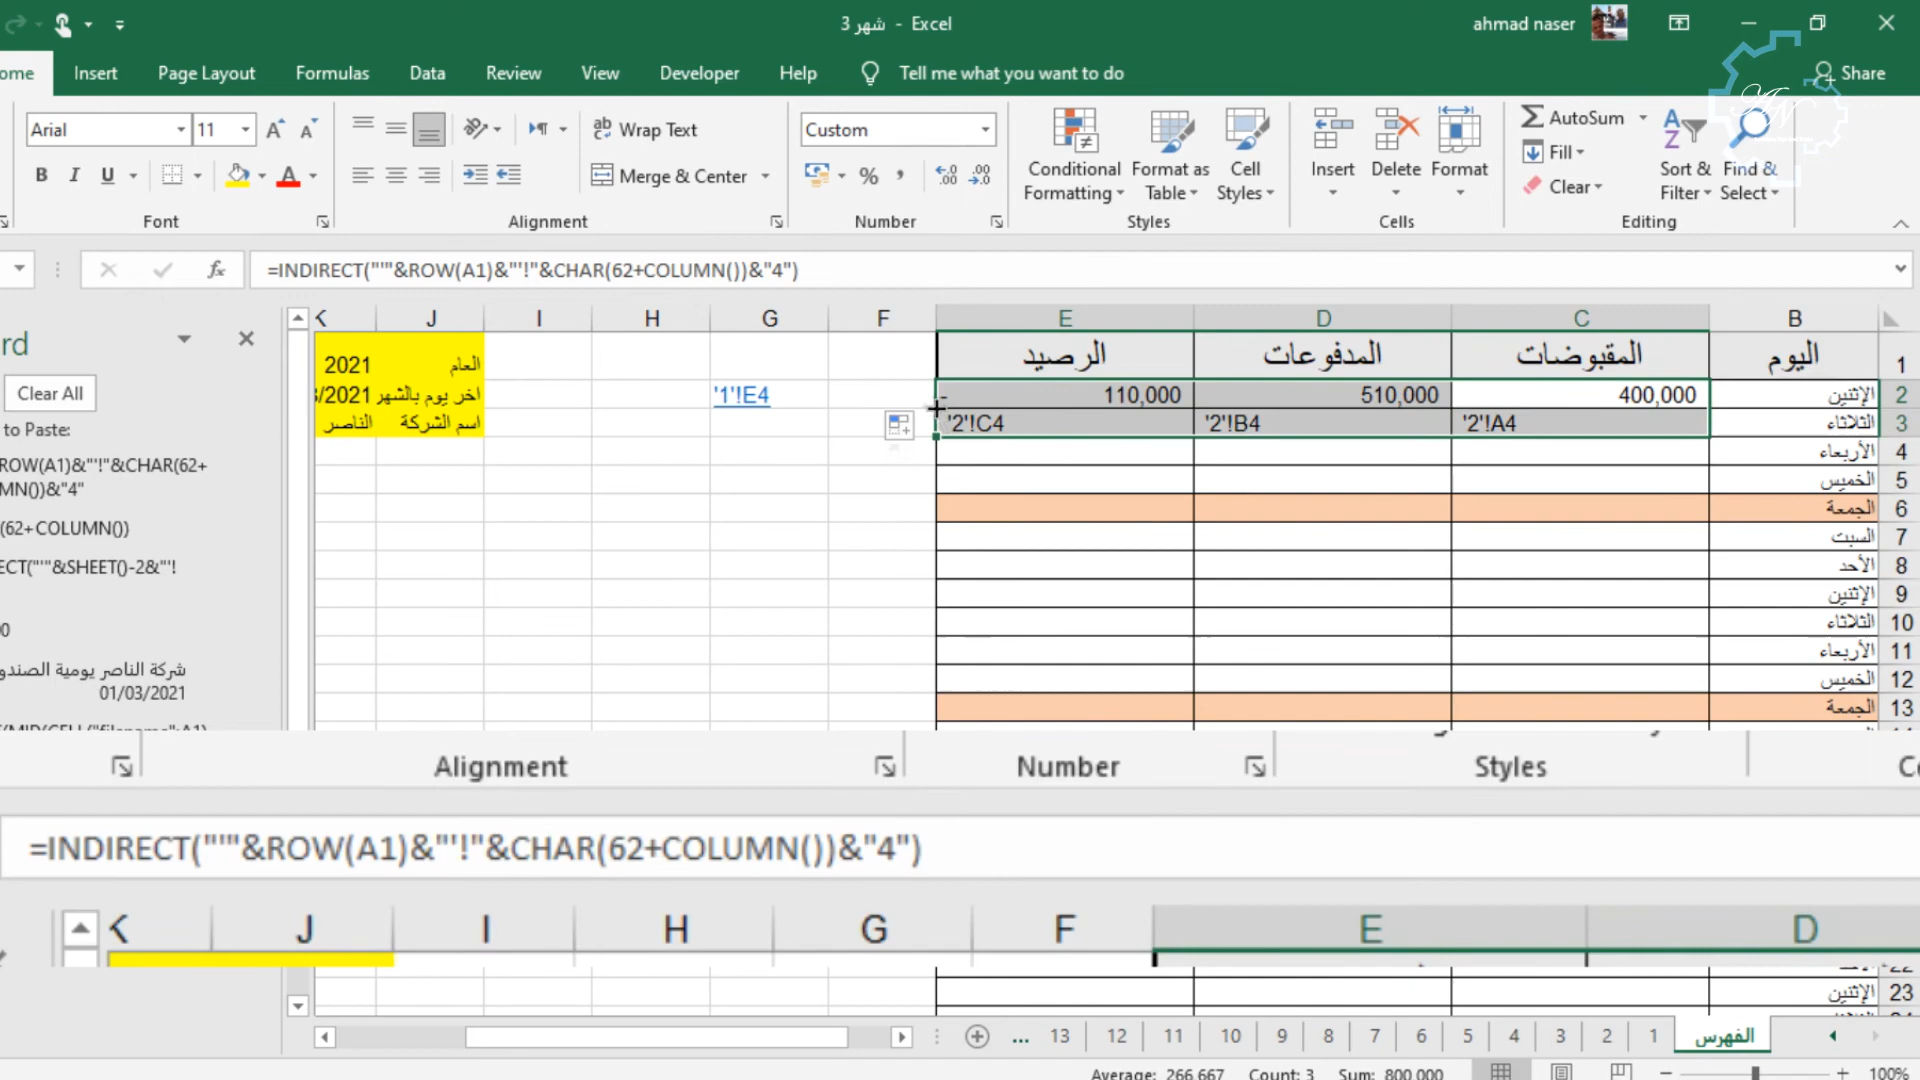 شهر 3 - Excel
ahmad naser
ome Insert Page Layout Formulas Data Review View Developer Help Tell me what you want to do Share
Arial 11 Wrap Text Custom AutoSum
Fill
B I U Merge & Center % Conditional Formatting Format as Table Cell Styles Insert Delete Format Clear Sort & Filter Find & Select
Font Alignment Number Styles Cells Editing
fx =INDIRECT("'"&ROW(A1)&"'!"&CHAR(62+COLUMN())&"4")
K J I H G F E D C B
rd
Clear All
to Paste:
ROW(A1)&"'!"&CHAR(62+
MN())&"4"
(62+COLUMN())
ECT("'"&SHEET()-2&"'!
شركة الناصر يومية الصندو
01/03/2021
1 اليوم المقبوضات المدفوعات الرصيد العام 2021
2 الإثنين 400,000 510,000 110,000 - '1'!E4 اخر يوم بالشهر 3/2021
3 الثلاثاء '2'!A4 '2'!B4 '2'!C4 اسم الشركة الناصر
4 الأربعاء
5 الخميس
6 الجمعة
7 السبت
8 الأحد
9 الإثنين
10 الثلاثاء
11 الأربعاء
12 الخميس
13 الجمعة
Alignment Number Styles
=INDIRECT("'"&ROW(A1)&"'!"&CHAR(62+COLUMN())&"4")
K J I H G F E D
22
23 الإثنين
... 13 12 11 10 9 8 7 6 5 4 3 2 1 الفهرس
Average: 266,667 Count: 3 Sum: 800,000 100%